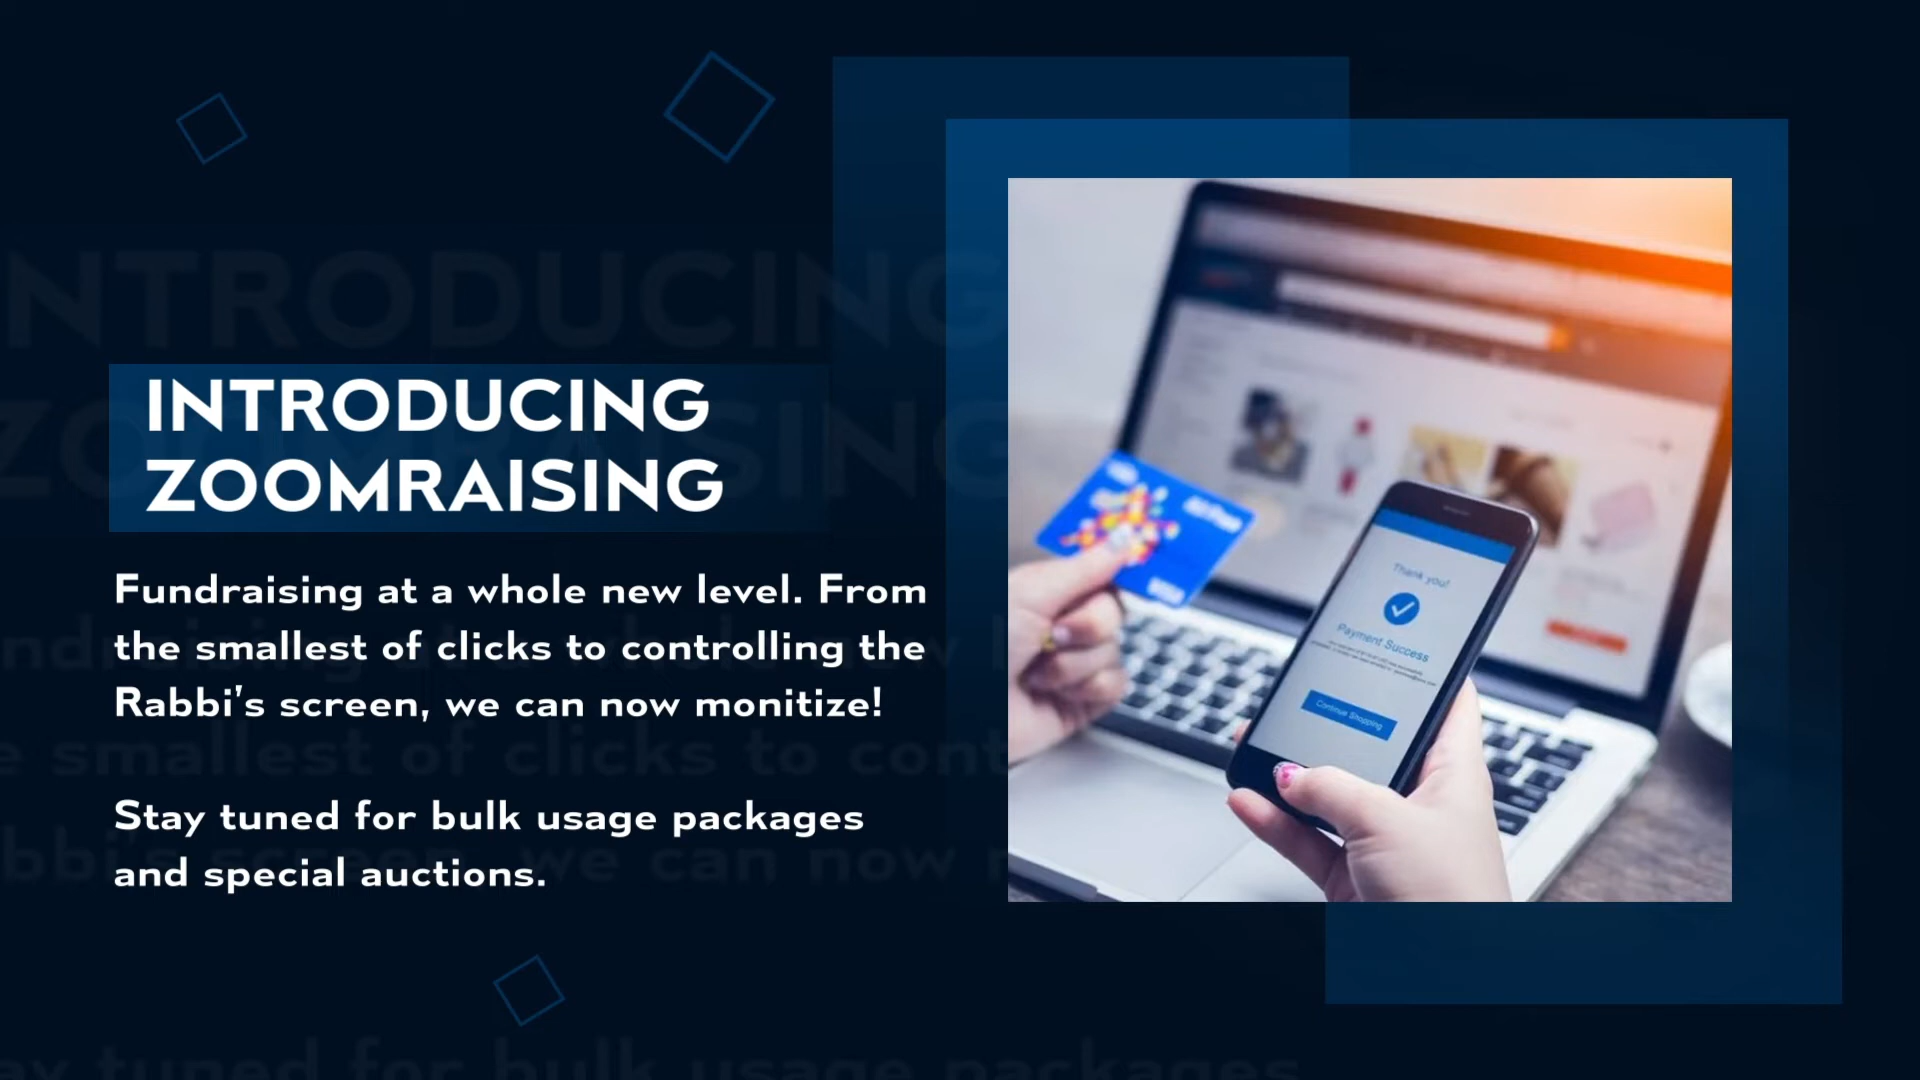 INTRODUCING
ZOOMRAISING
Fundraising at a whole new level. From
the smallest of clicks to controlling the
Rabbi's screen, we can now monitize!
Stay tuned for bulk usage packages
and special auctions.
Thank you!
Payment Success
Continue Shopping
VISA